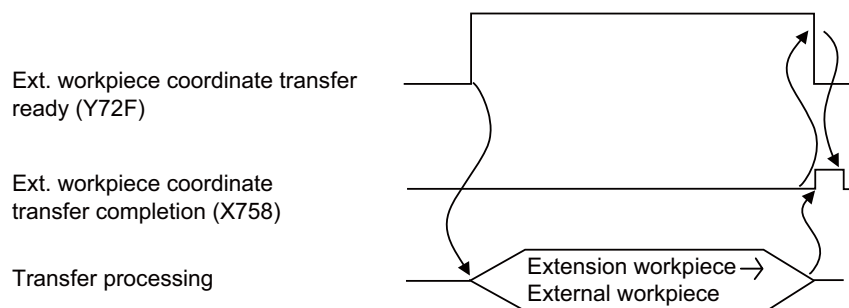 Ext. workpiece coordinate transfer
ready (Y72F)
Ext. workpiece coordinate
transfer completion (X758)
Transfer processing
Extension workpiece →
External workpiece